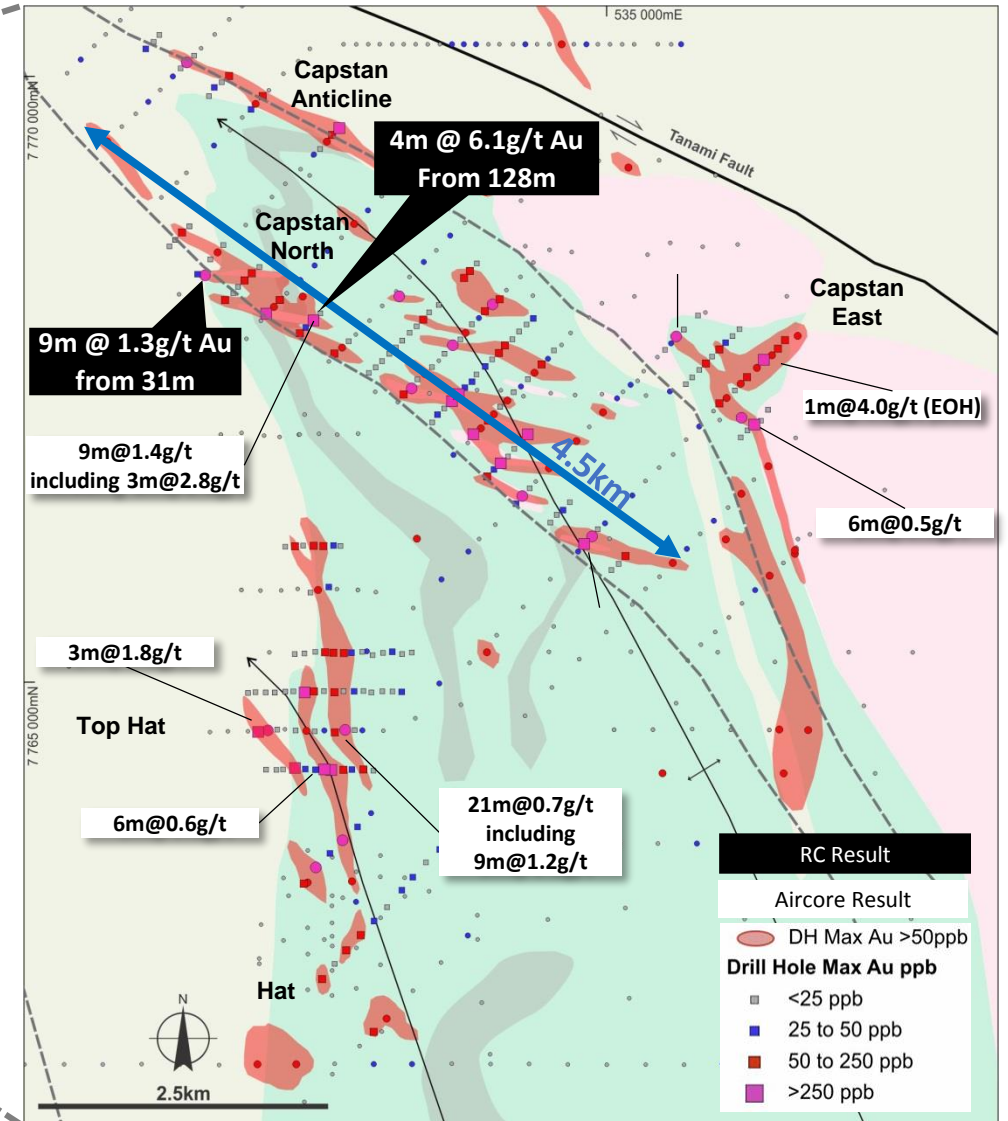 535 000mE
7 770 000mN
Capstan
Anticline
Tanami Fault
4m @ 6.1g/t Au
From 128m
Capstan
North
Capstan
East
9m @ 1.3g/t Au
from 31m
1m@4.0g/t (EOH)
9m@1.4g/t
including 3m@2.8g/t
4.5km
6m@0.5g/t
3m@1.8g/t
7 765 000mN
Top Hat
6m@0.6g/t
21m@0.7g/t
including
9m@1.2g/t
Hat
N
2.5km
RC Result
Aircore Result
DH Max Au >50ppb
Drill Hole Max Au ppb
<25 ppb
25 to 50 ppb
50 to 250 ppb
>250 ppb